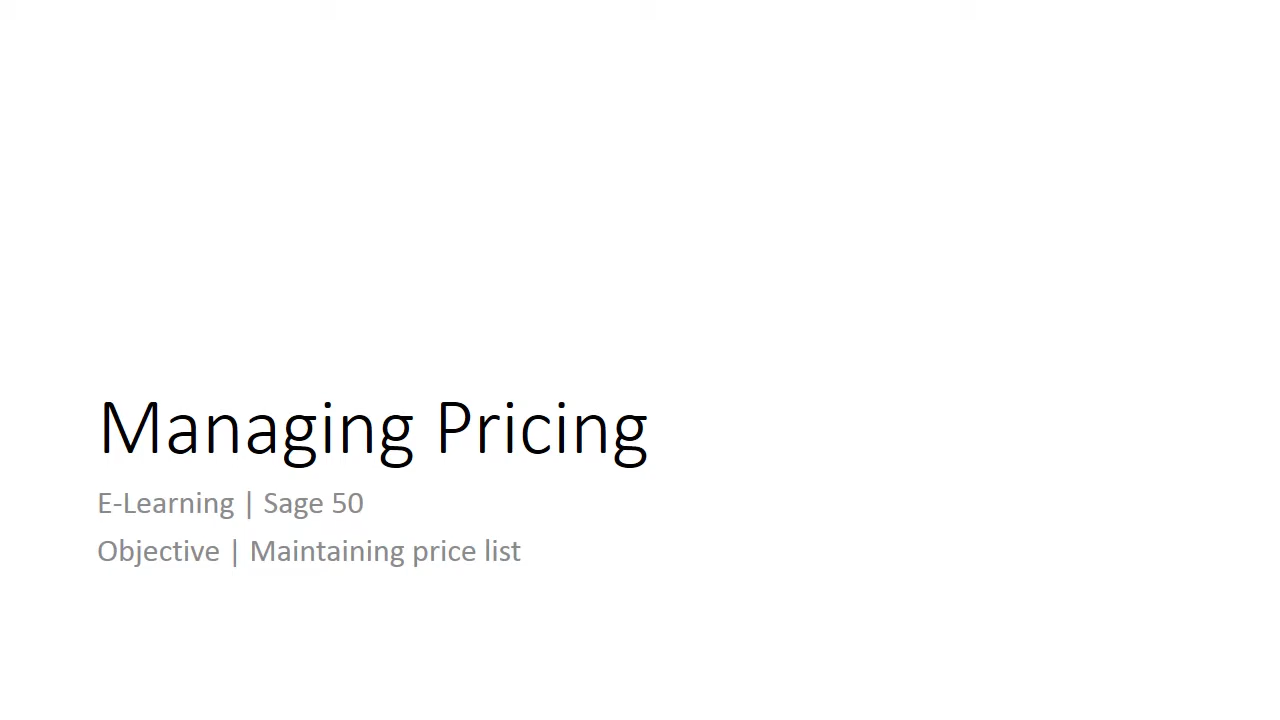 Managing Pricing
E-Learning | Sage 50
Objective | Maintaining price list